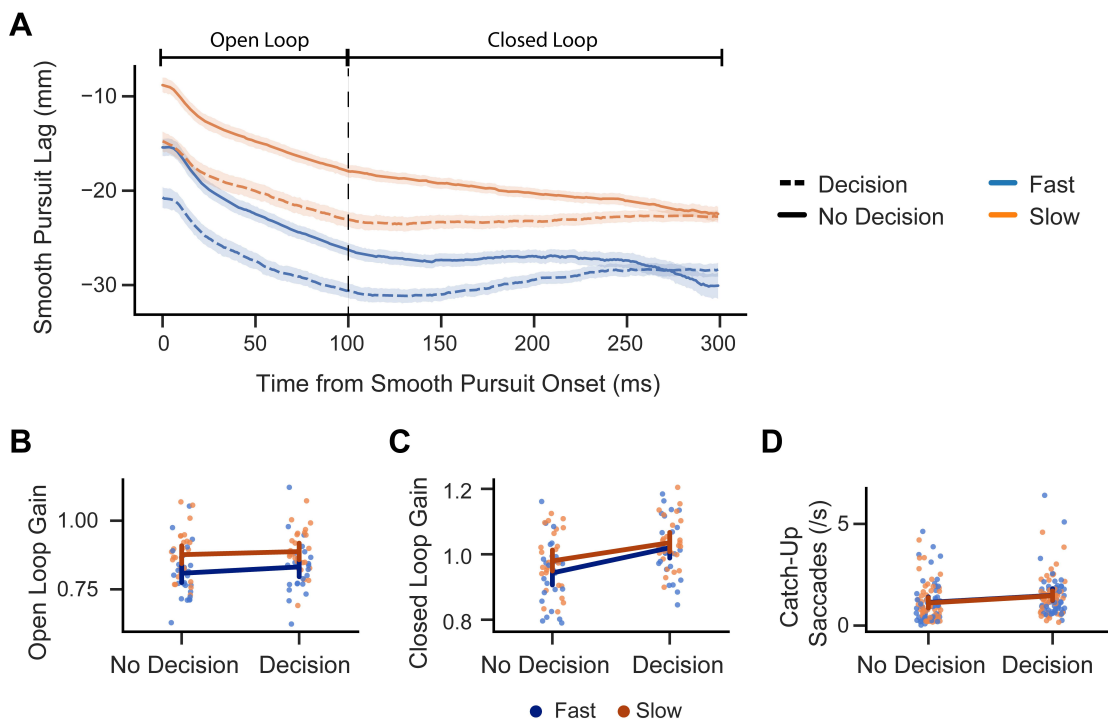 A
Open Loop
Closed Loop
Smooth Pursuit Lag (mm)
−10
−20
−30
0
50
100
150
200
250
300
Time from Smooth Pursuit Onset (ms)
Decision
No Decision
Fast
Slow
B
Open Loop Gain
1.00
0.75
No Decision
Decision
C
Closed Loop Gain
1.2
1.0
0.8
No Decision
Decision
D
Catch-Up
Saccades (/s)
5
0
No Decision
Decision
Fast
Slow